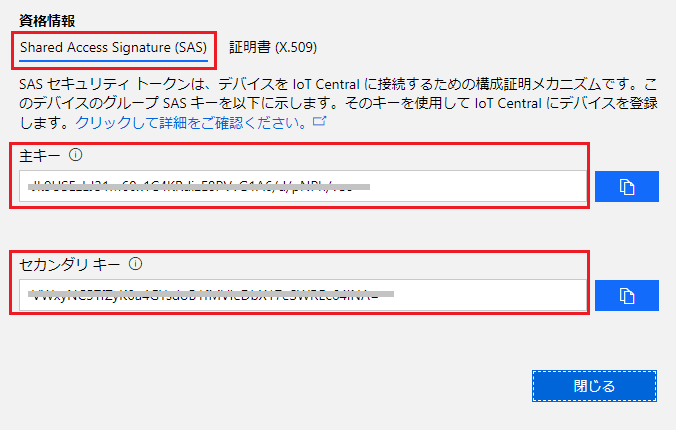 資格情報
Shared Access Signature (SAS) 証明書 (X.509)
SAS セキュリティ トークンは、デバイスを IoT Central に接続するための構成証明メカニズムです。こ
のデバイスのグループ SAS キーを以下に示します。そのキーを使用して IoT Central にデバイスを登録
します。クリックして詳細をご確認ください。
主キー
セカンダリ キー
閉じる